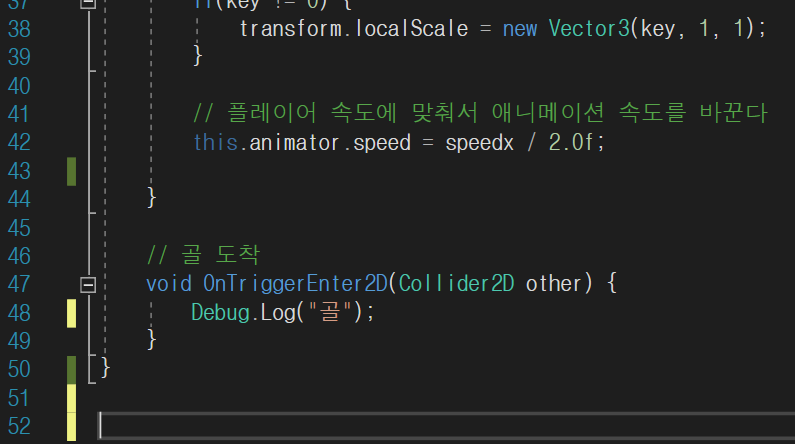 37 if(key != 0) {
38 transform.localScale = new Vector3(key, 1, 1);
39 }
40
41 // 플레이어 속도에 맞춰서 애니메이션 속도를 바꾼다
42 this.animator.speed = speedx / 2.0f;
43
44 }
45
46 // 골 도착
47 void OnTriggerEnter2D(Collider2D other) {
48 Debug.Log("골");
49 }
50 }
51
52